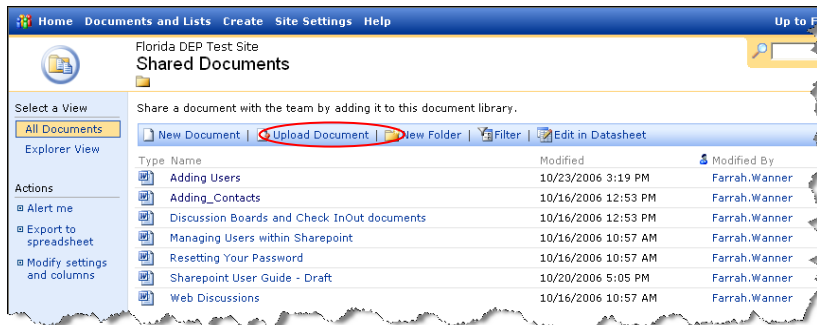 Home Documents and Lists Create Site Settings Help Up to F
Florida DEP Test Site
Shared Documents
Select a View
All Documents
Explorer View
Actions
Alert me
Export to
spreadsheet
Modify settings
and columns
Share a document with the team by adding it to this document library.
New Document | Upload Document | New Folder | Filter | Edit in Datasheet
Type Name Modified Modified By
Adding Users 10/23/2006 3:19 PM Farrah.Wanner
Adding_Contacts 10/16/2006 12:53 PM Farrah.Wanner
Discussion Boards and Check InOut documents 10/16/2006 12:53 PM Farrah.Wanner
Managing Users within Sharepoint 10/16/2006 10:57 AM Farrah.Wanner
Resetting Your Password 10/16/2006 10:57 AM Farrah.Wanner
Sharepoint User Guide - Draft 10/20/2006 5:05 PM Farrah.Wanner
Web Discussions 10/16/2006 10:57 AM Farrah.Wanner